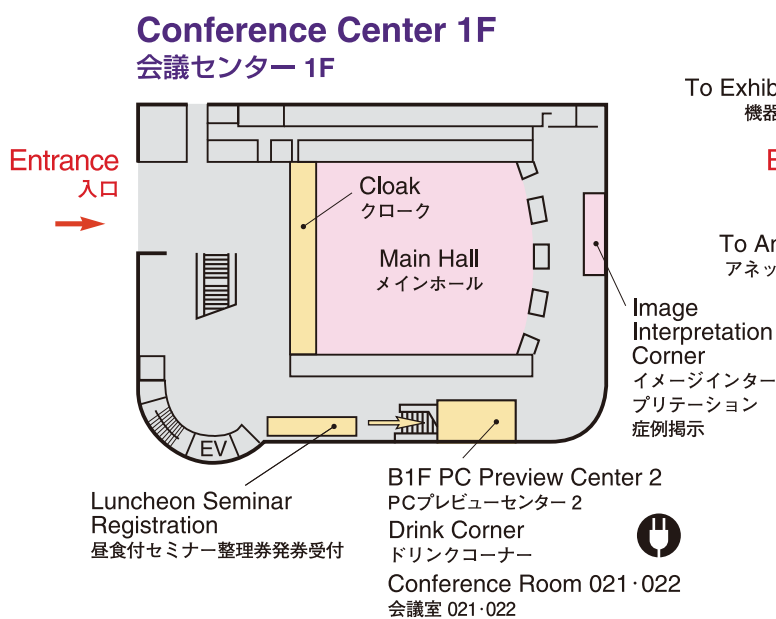 Conference Center 1F
会議センター 1F
To Exhib
機器
Entrance
入口
E
Cloak
クローク
Main Hall
メインホール
To An
アネッ
Image
Interpretation
Corner
イメージインター
プリテーション
症例掲示
EV
Luncheon Seminar
Registration
昼食付セミナー整理券発券受付
B1F PC Preview Center 2
PCプレビューセンター 2
Drink Corner
ドリンクコーナー
Conference Room 021·022
会議室 021·022